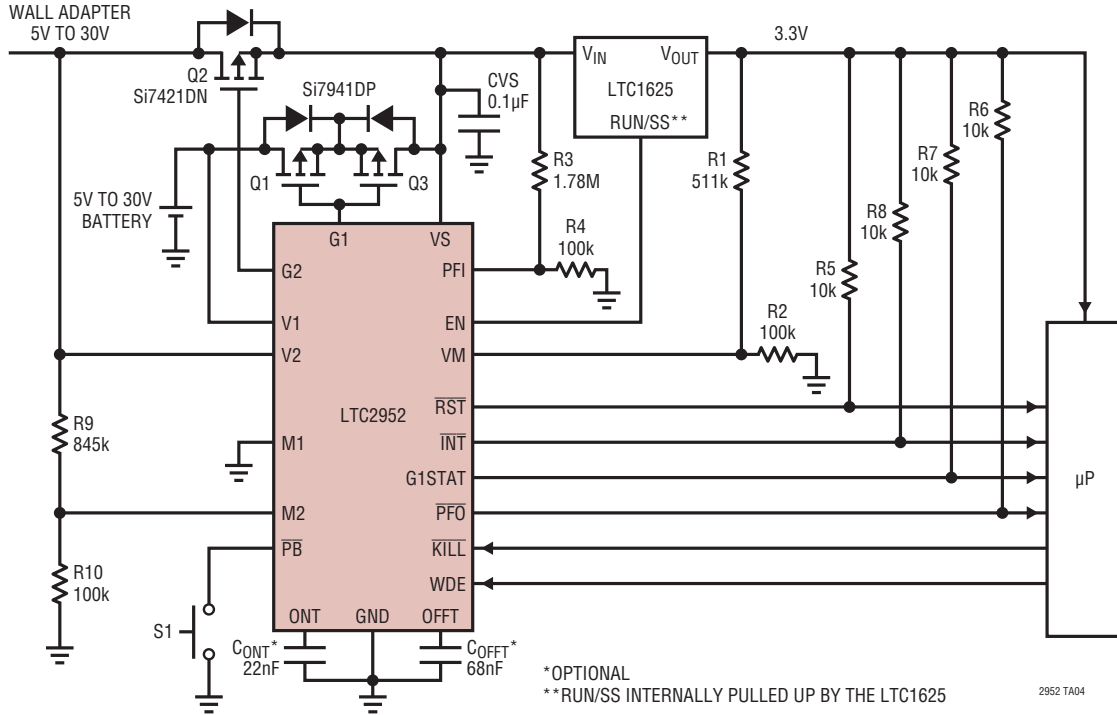 WALL ADAPTER
5V TO 30V
Q2
Si7421DN
Si7941DP
CVS
0.1µF
VIN
VOUT
LTC1625
RUN/SS**
3.3V
R6
10k
R7
10k
R3
1.78M
R1
511k
Q1
Q3
5V TO 30V
BATTERY
R8
10k
R4
100k
R5
10k
G1
VS
G2
PFI
V1
EN
R2
100k
V2
VM
LTC2952
RST
R9
845k
M1
INT
G1STAT
µP
M2
PFO
PB
KILL
R10
100k
WDE
S1
ONT
GND
OFFT
CONT*
22nF
COFFT*
68nF
*OPTIONAL
**RUN/SS INTERNALLY PULLED UP BY THE LTC1625
2952 TA04